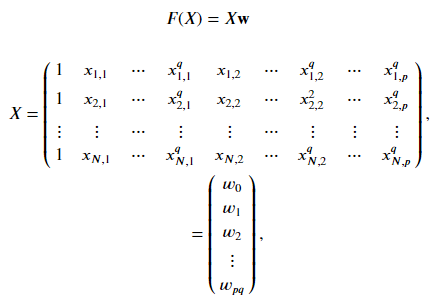 F(X) = Xw
X = ( 1 x_{1,1} ⋯ x_{1,1}^q x_{1,2} ⋯ x_{1,2}^q ⋯ x_{1,p}^q
1 x_{2,1} ⋯ x_{2,1}^q x_{2,2} ⋯ x_{2,2}^2 ⋯ x_{2,p}^q
⋮ ⋮ ⋯ ⋮ ⋮ ⋯ ⋮ ⋮ ⋮
1 x_{N,1} ⋯ x_{N,1}^q x_{N,2} ⋯ x_{N,2}^q ⋯ x_{N,p}^q ),
= ( w_0
w_1
w_2
⋮
w_{pq} ),